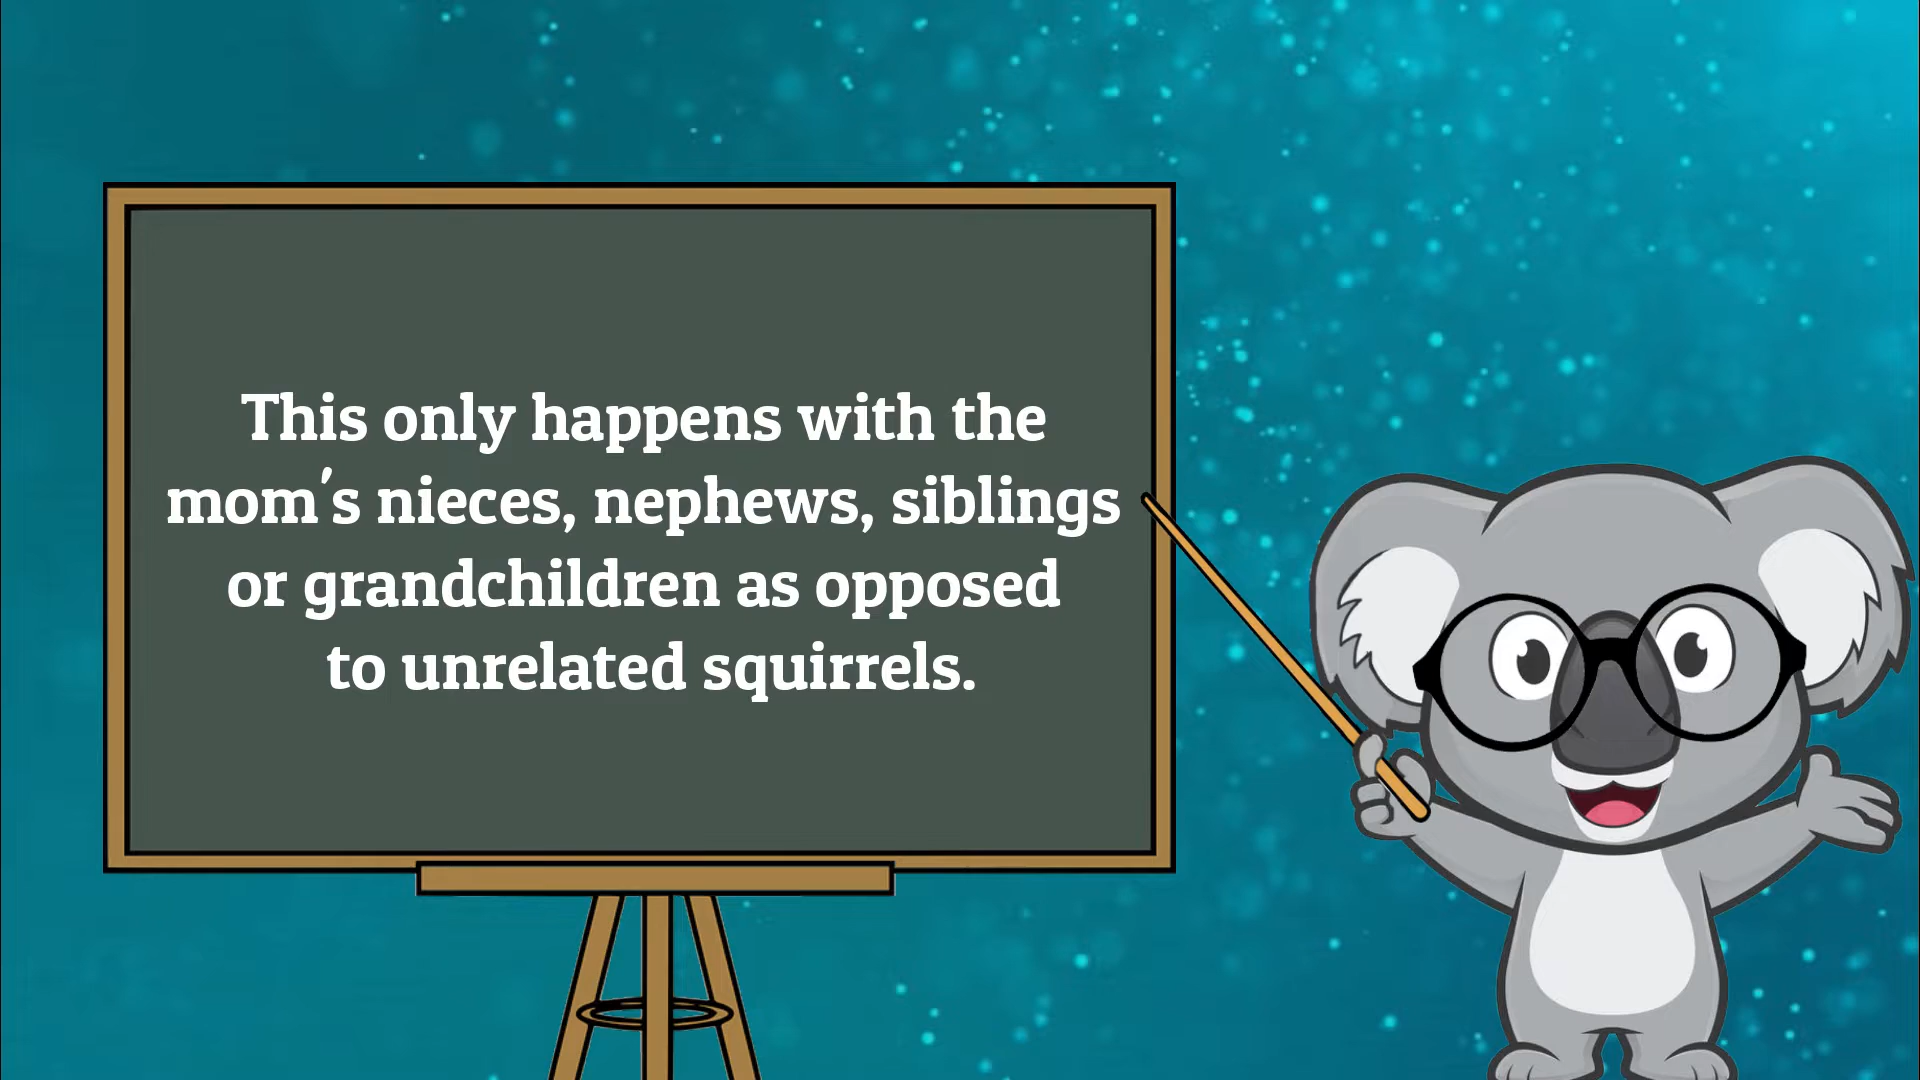 This only happens with the
mom's nieces, nephews, siblings
or grandchildren as opposed
to unrelated squirrels.